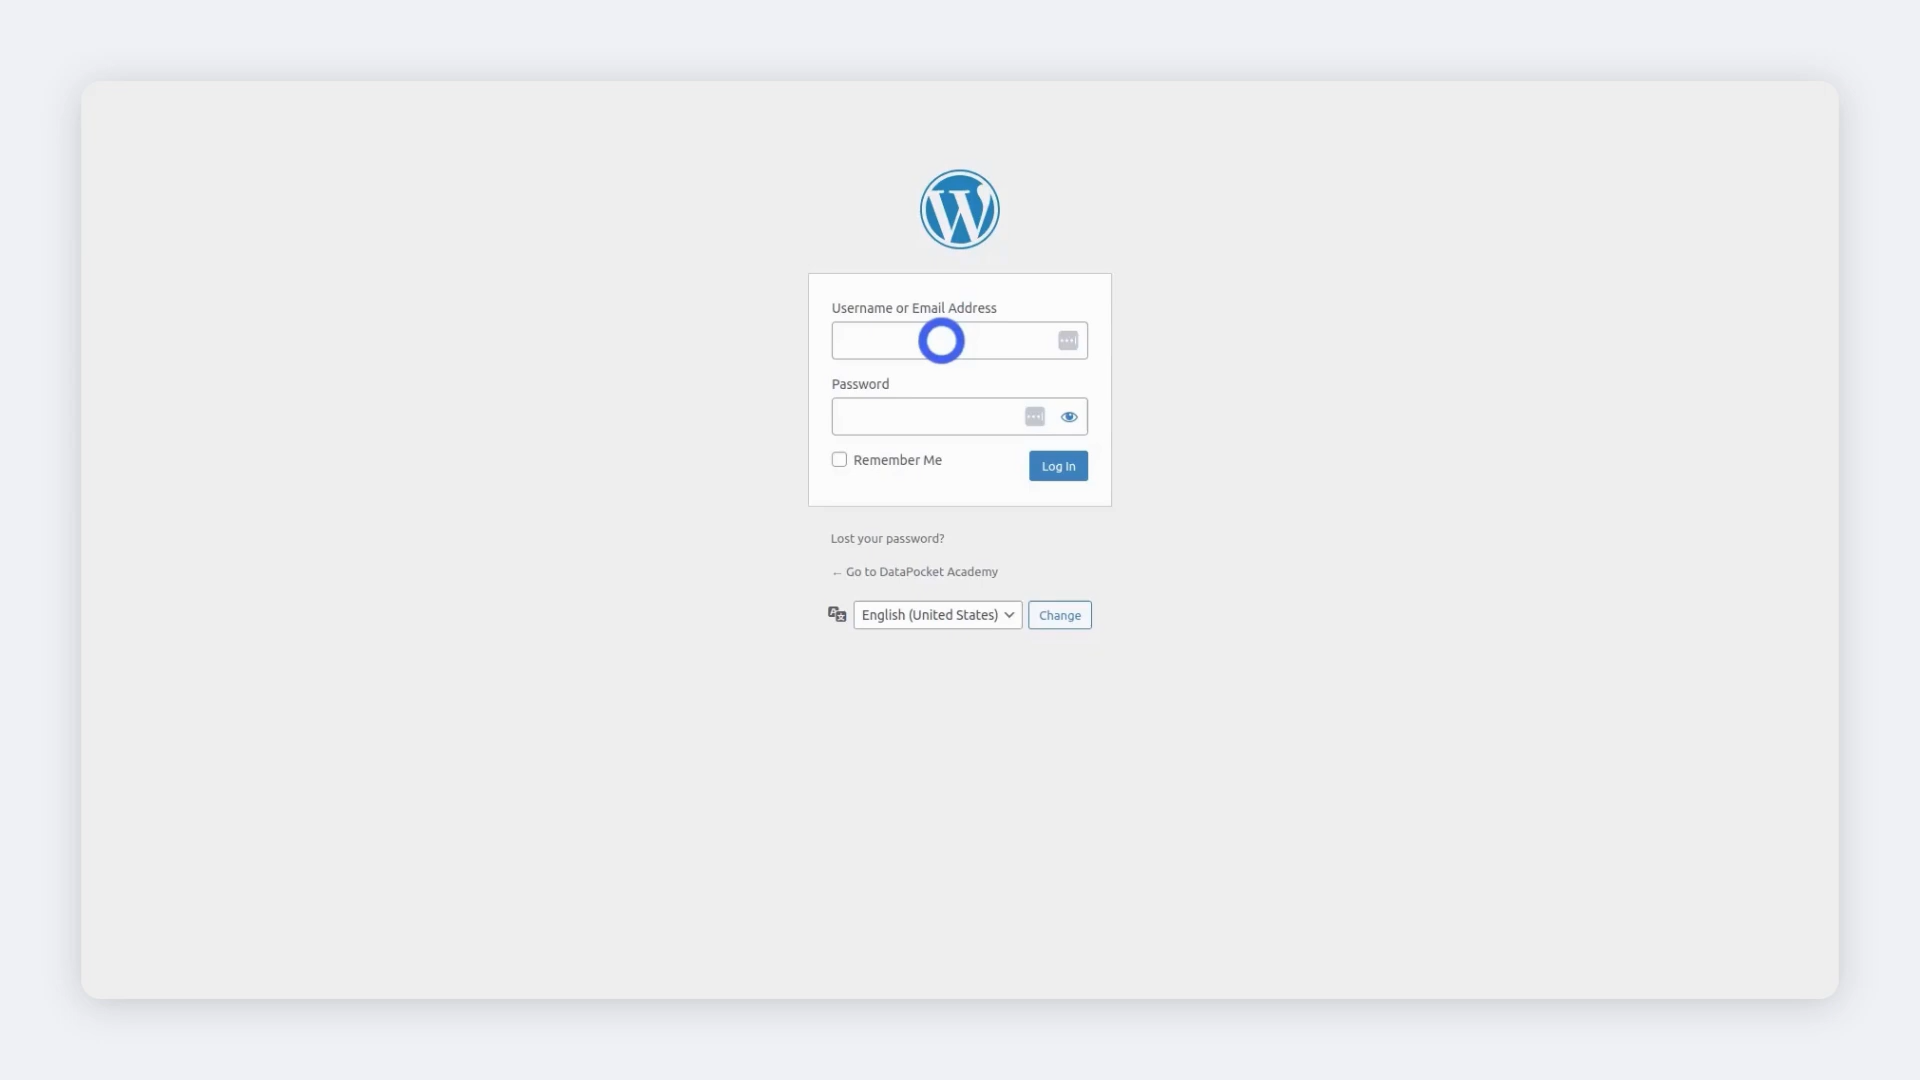 Username or Email Address
Password
Remember Me
Log In
Lost your password?
← Go to DataPocket Academy
English (United States)
Change